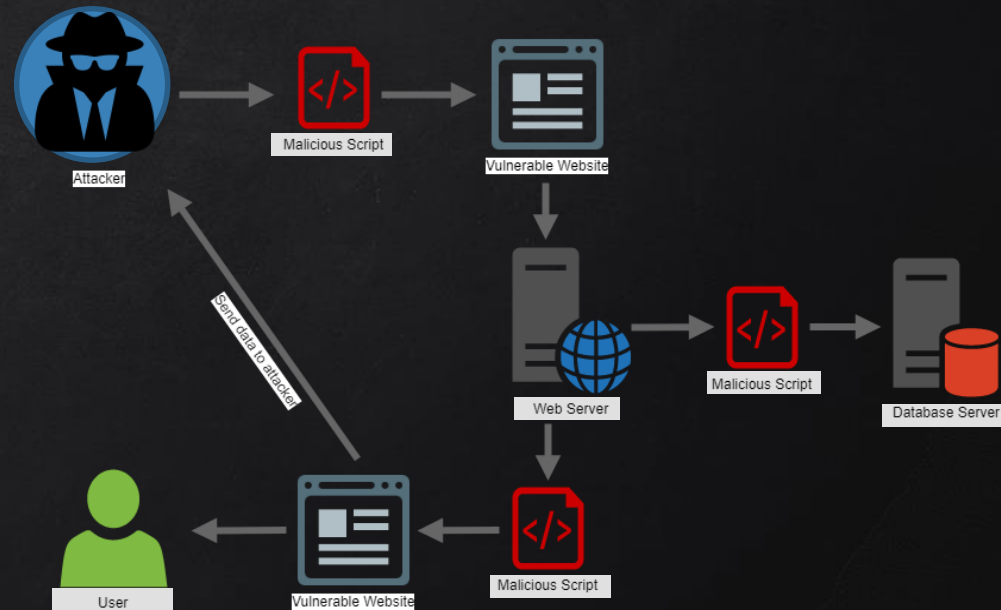 Malicious Script
Vulnerable Website
Attacker
Send data to attacker
Web Server
Malicious Script
Database Server
Malicious Script
Vulnerable Website
User